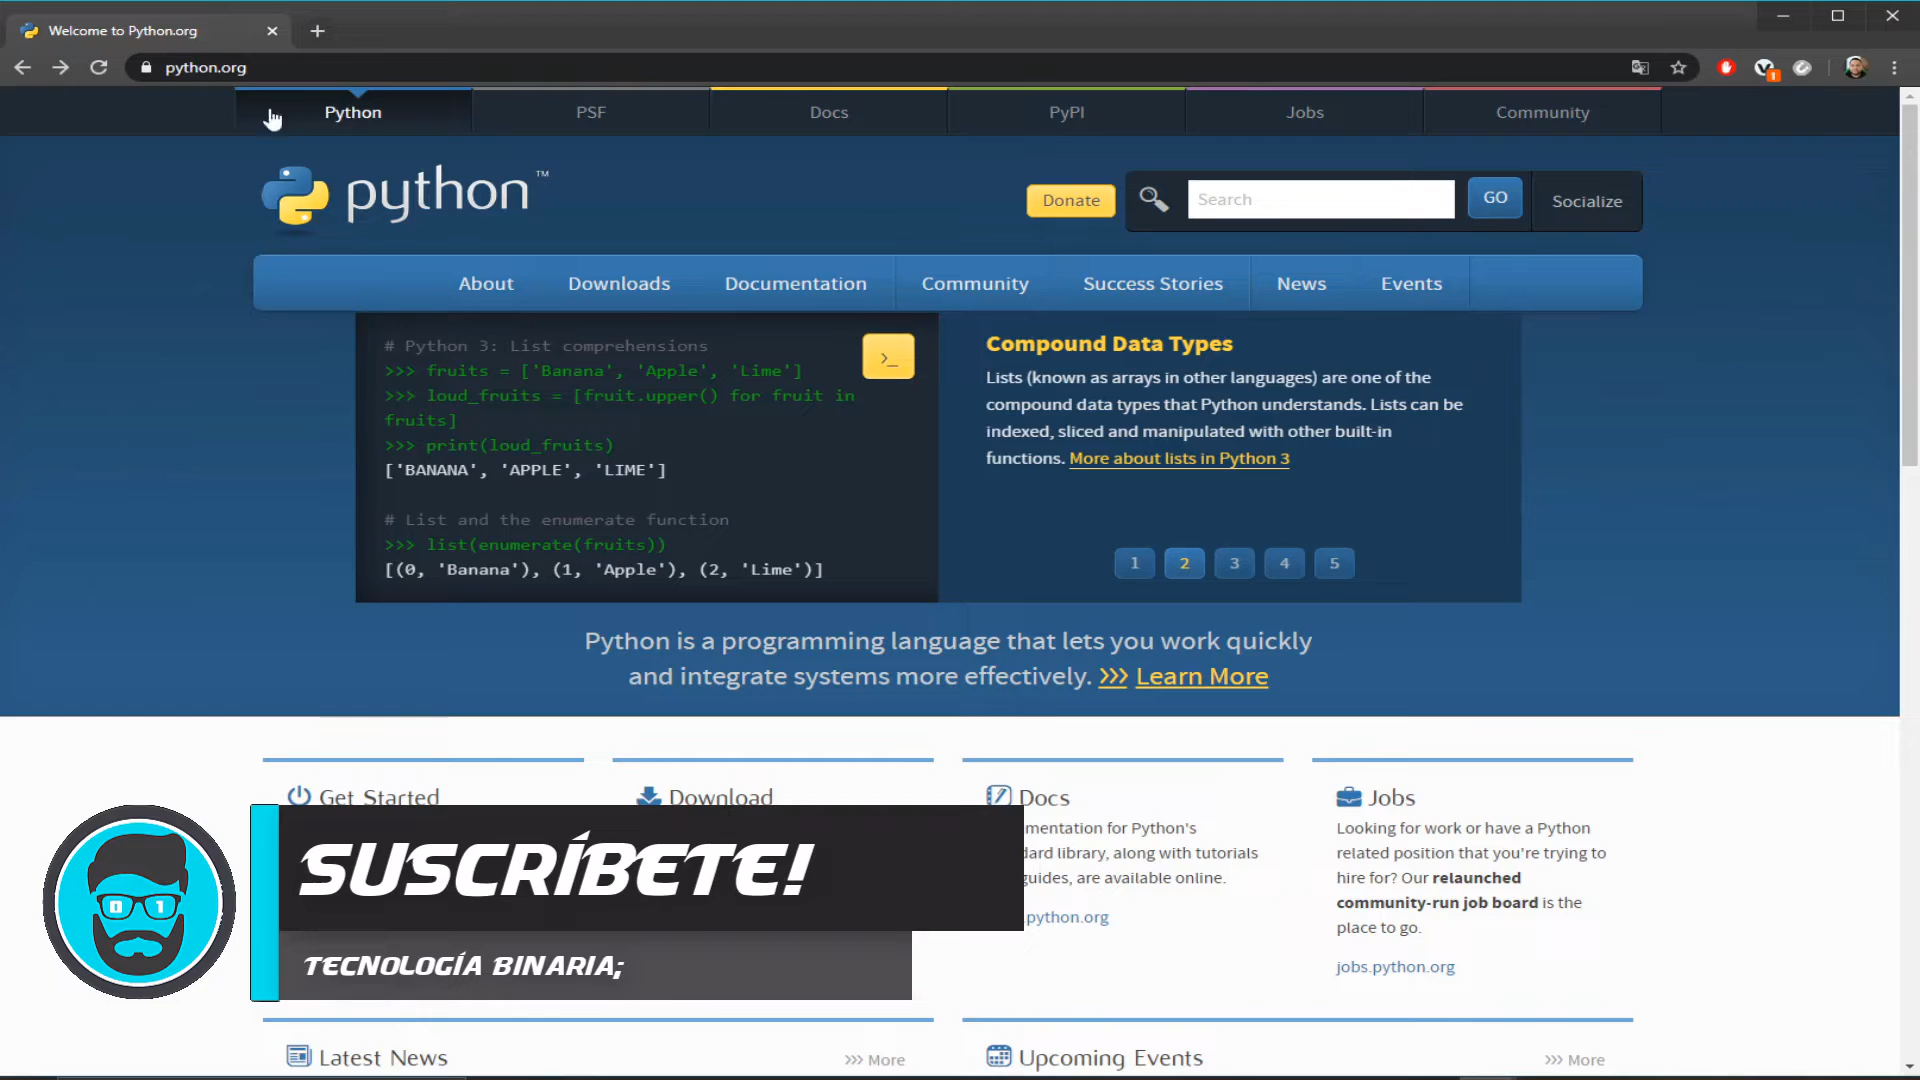 Welcome to Python.org
python.org
1
Python
PSF
Docs
PyPI
Jobs
Community
python™
Donate
Search
GO
Socialize
About
Downloads
Documentation
Community
Success Stories
News
Events
# Python 3: List comprehensions
>>> fruits = ['Banana', 'Apple', 'Lime']
>>> loud_fruits = [fruit.upper() for fruit in
fruits]
>>> print(loud_fruits)
['BANANA', 'APPLE', 'LIME']
# List and the enumerate function
>>> list(enumerate(fruits))
[(0, 'Banana'), (1, 'Apple'), (2, 'Lime')]
>_
Compound Data Types
Lists (known as arrays in other languages) are one of the
compound data types that Python understands. Lists can be
indexed, sliced and manipulated with other built-in
functions. More about lists in Python 3
1
2
3
4
5
Python is a programming language that lets you work quickly
and integrate systems more effectively. >>> Learn More
Get Started
Download
Docs
mentation for Python's
dard library, along with tutorials
guides, are available online.
.python.org
Jobs
Looking for work or have a Python
related position that you're trying to
hire for? Our relaunched
community-run job board is the
place to go.
jobs.python.org
0 1
SUSCRÍBETE!
TECNOLOGÍA BINARIA;
Latest News
>>> More
Upcoming Events
>>> More